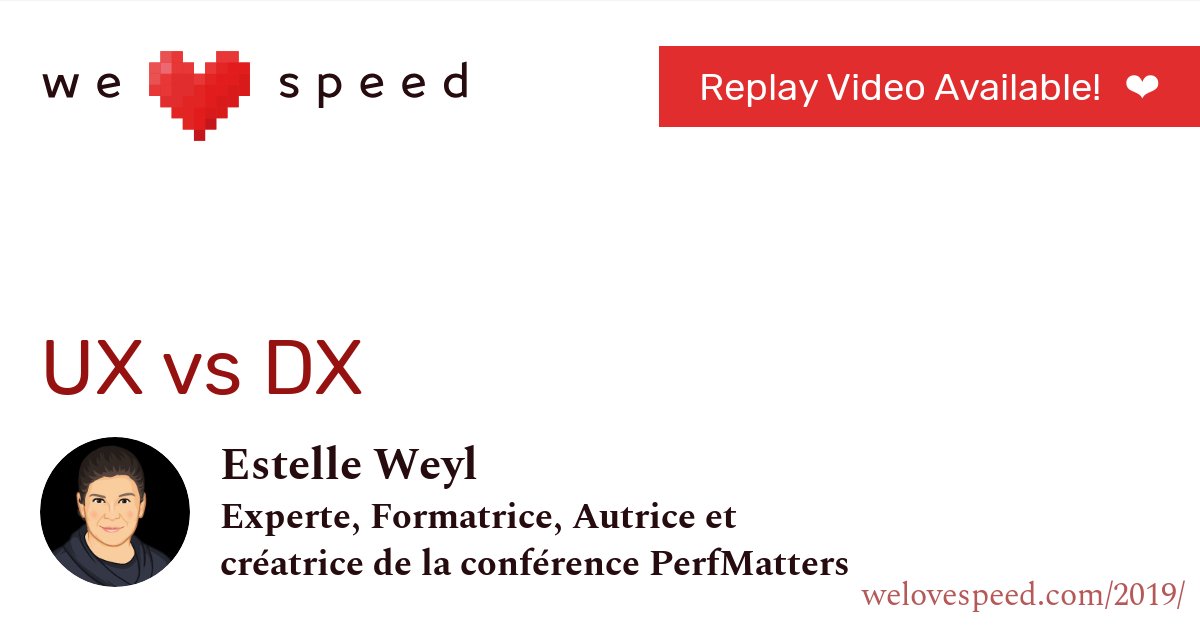 we speed
Replay Video Available! ❤
UX vs DX
Estelle Weyl
Experte, Formatrice, Autrice et
créatrice de la conférence PerfMatters
welovespeed.com/2019/